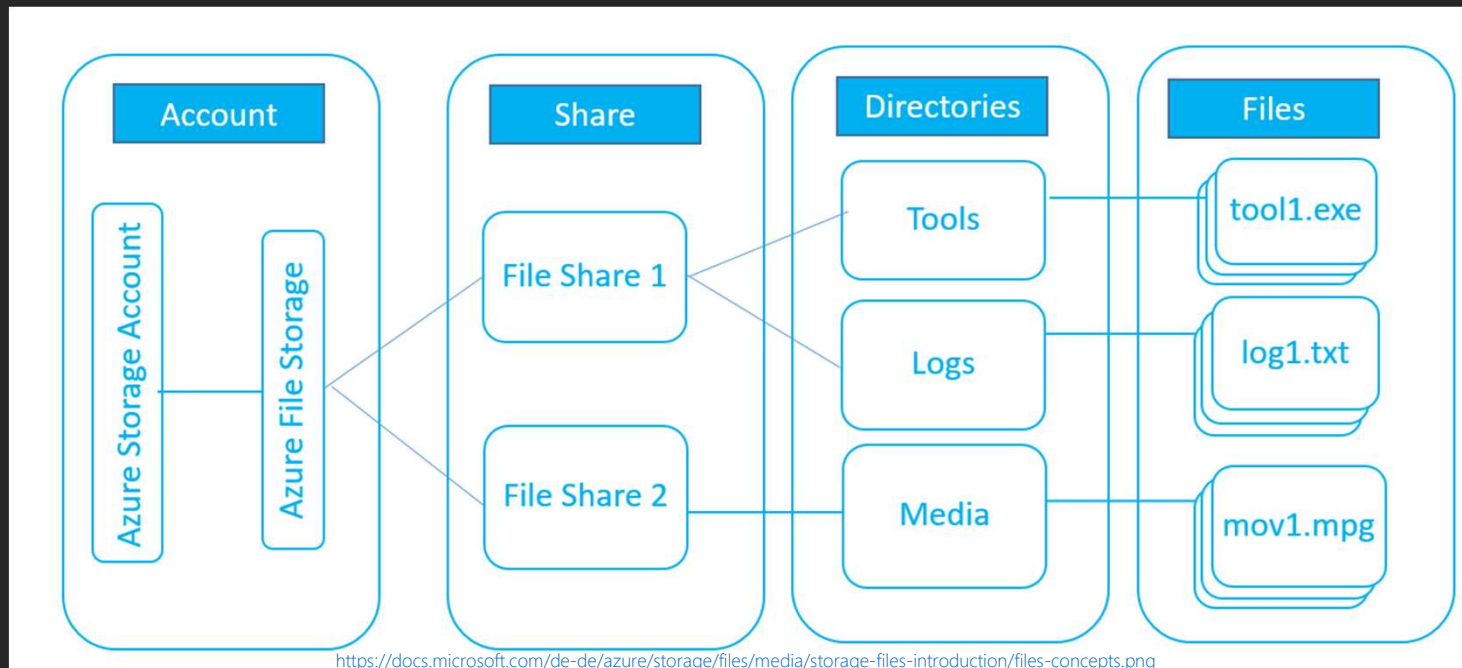 Account
Azure Storage Account
Azure File Storage
Share
File Share 1
File Share 2
Directories
Tools
Logs
Media
Files
tool1.exe
log1.txt
mov1.mpg
https://docs.microsoft.com/de-de/azure/storage/files/media/storage-files-introduction/files-concepts.png